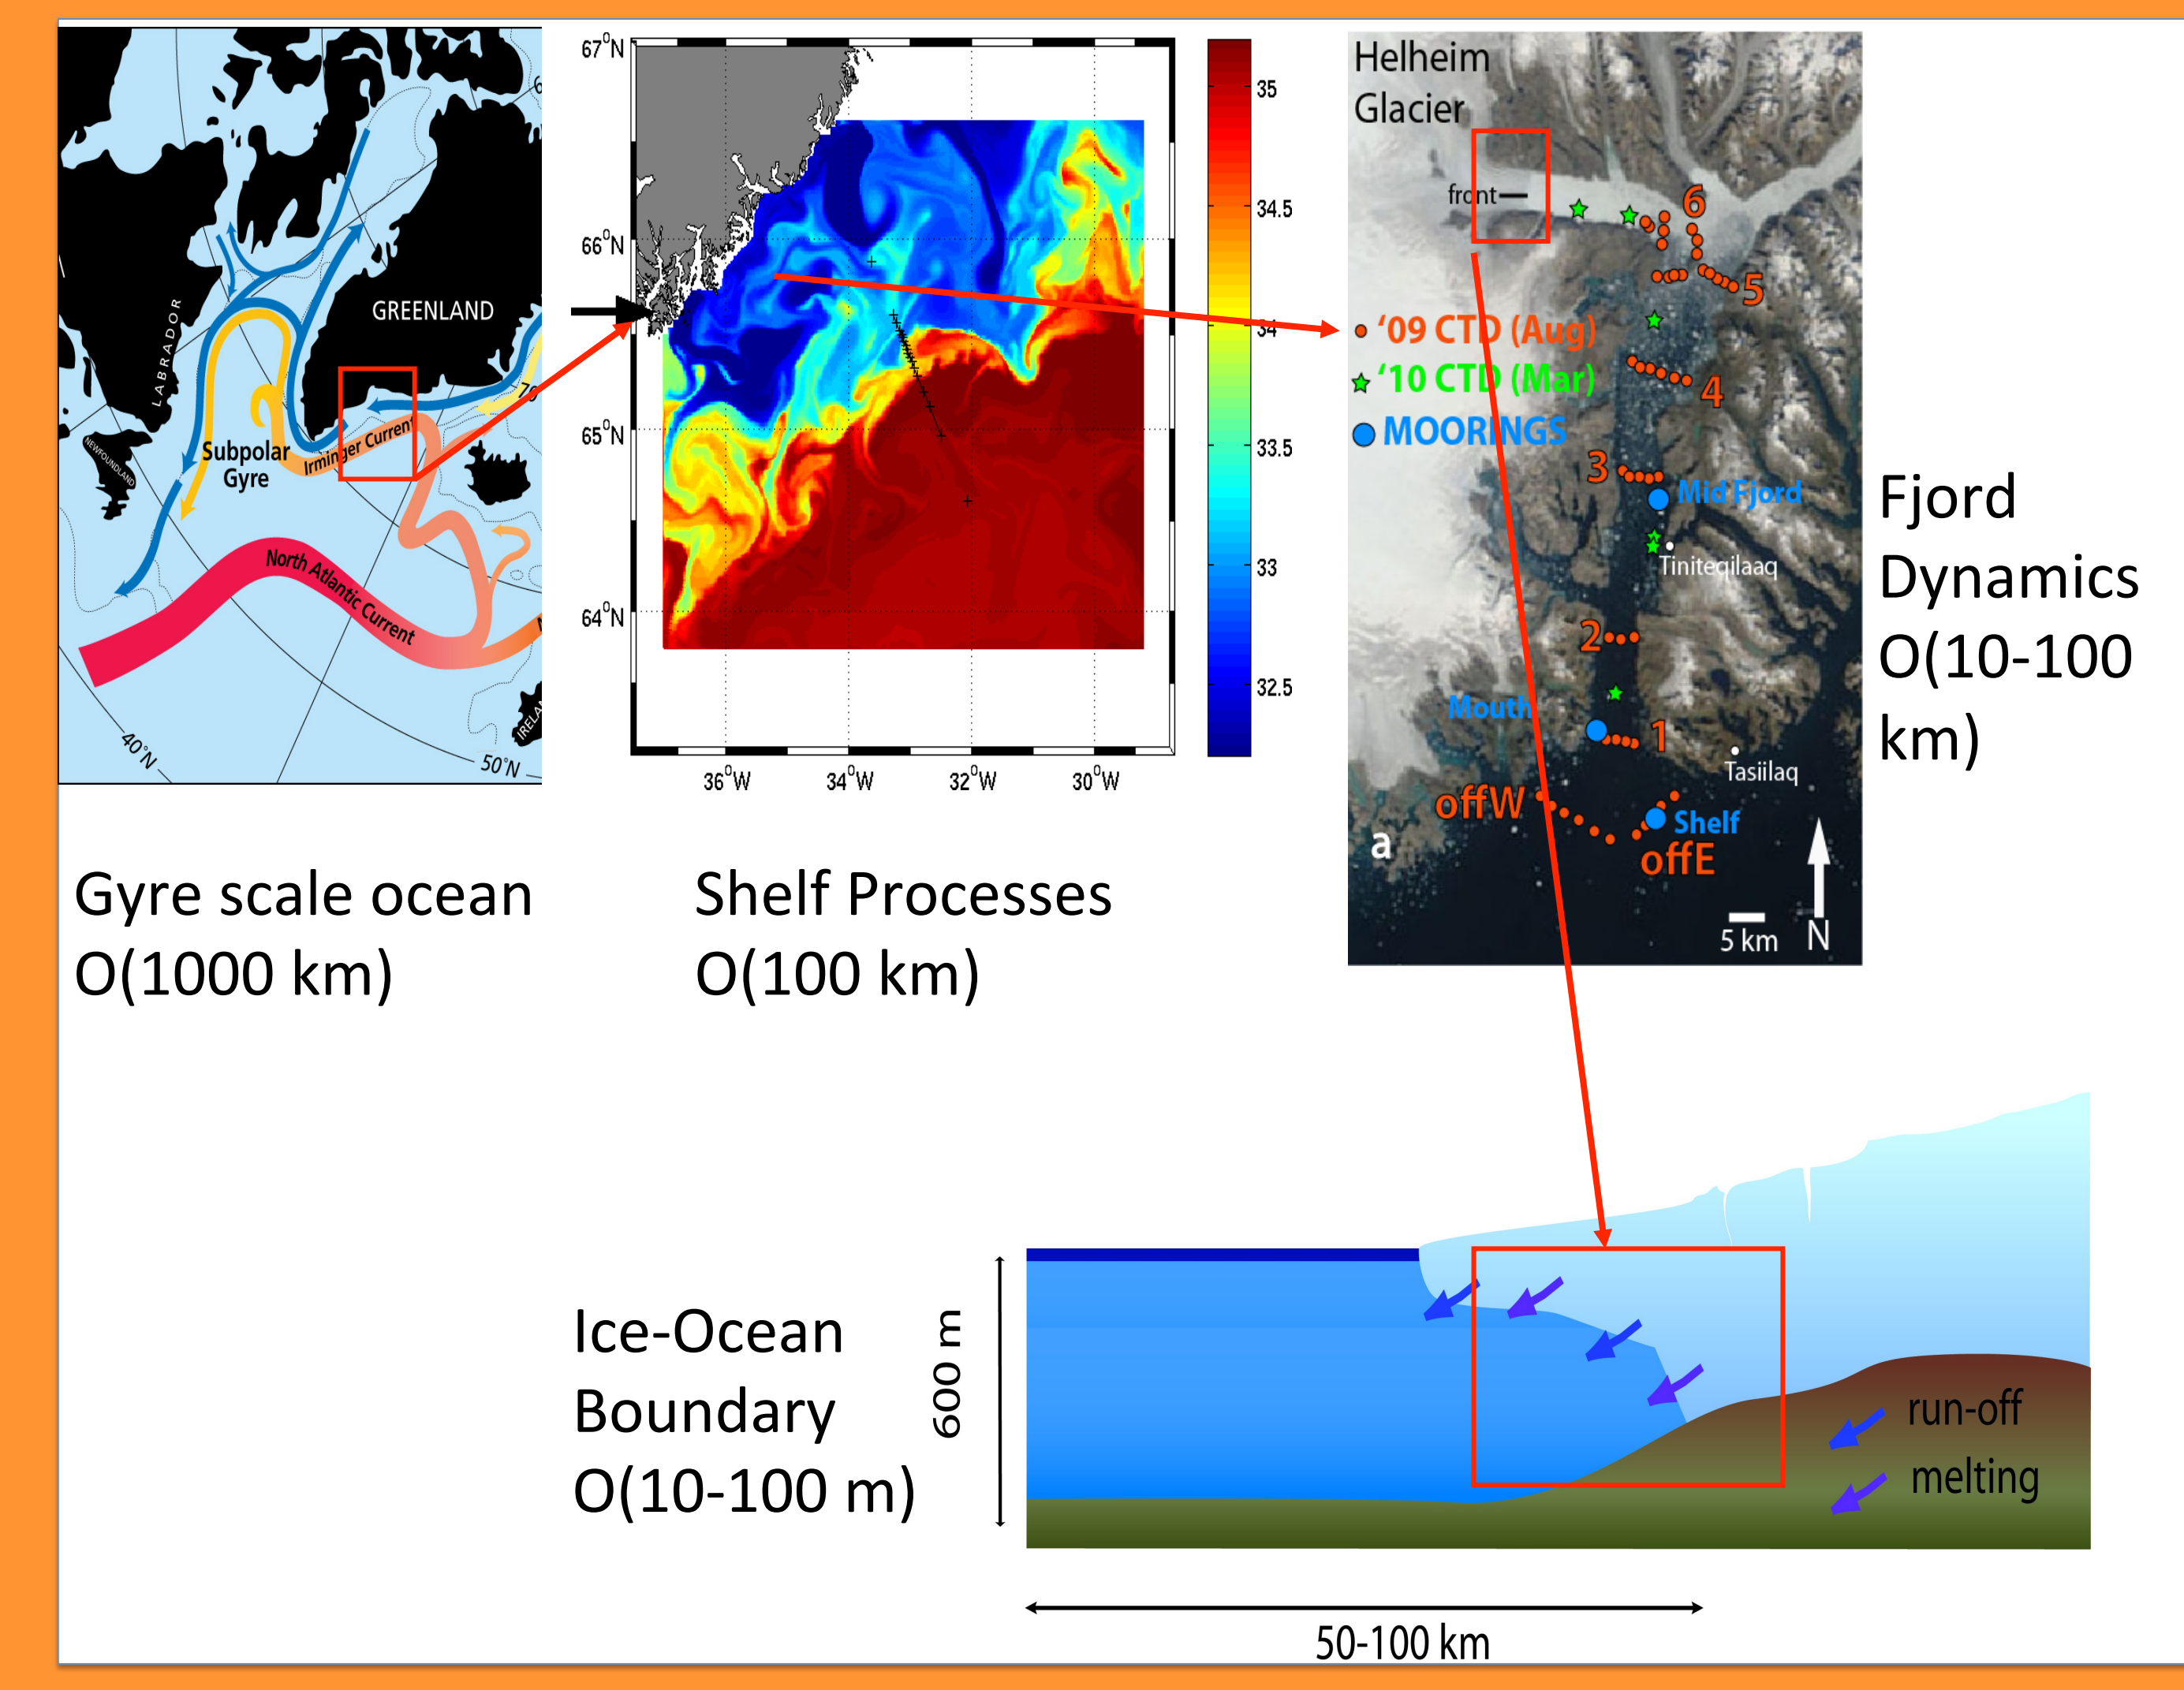 LABRADOR
NEWFOUNDLAND
GREENLAND
Subpolar
Gyre
Irminger Current
North Atlantic Current
70
40°N
50°N
67°N
66°N
65°N
64°N
36°W
34°W
32°W
30°W
35
34.5
34
33.5
33
32.5
Helheim
Glacier
front
'09 CTD (Aug)
'10 CTD (Mar)
MOORINGS
6
5
4
3
Mid Fjord
Tiniteqilaaq
2
Mouth
1
Tasiilaq
offW
Shelf
offE
a
5 km
N
Fjord
Dynamics
O(10-100
km)
Gyre scale ocean
O(1000 km)
Shelf Processes
O(100 km)
Ice-Ocean
Boundary
O(10-100 m)
600 m
run-off
melting
50-100 km